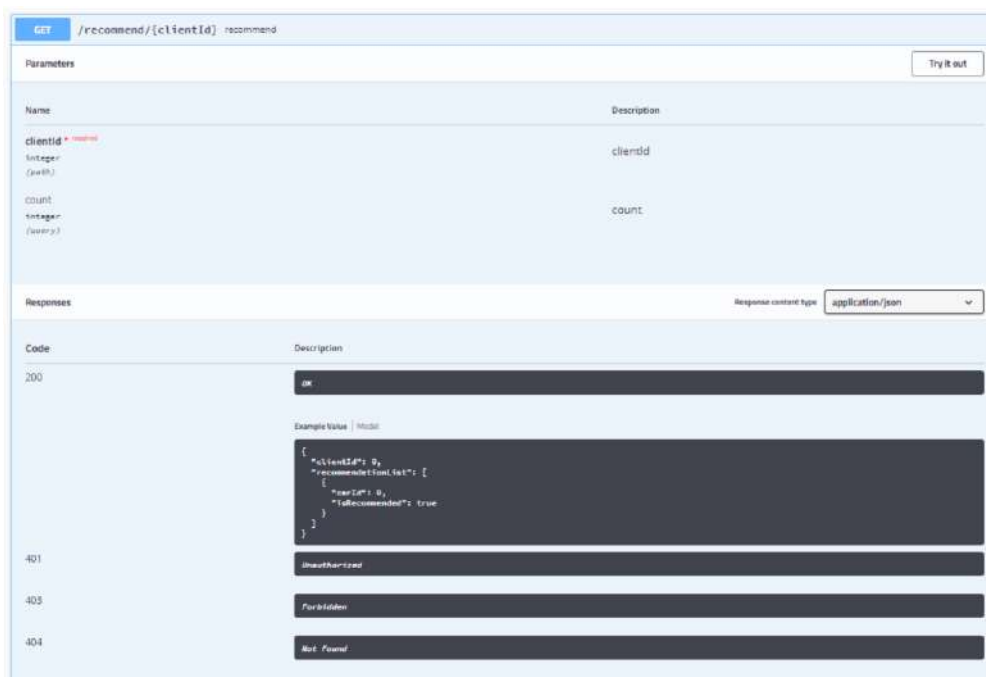 GET /recommend/{clientId} recommend
Parameters
Try it out
Name Description
clientId * required
integer
(path)
clientId
count
integer
(query)
count
Responses
Response content type application/json
Code Description
200
OK
Example Value | Model
{
"clientId": 0,
"recommendetionList": [
{
"carId": 0,
"isRecommended": true
}
]
}
401
Unauthorized
403
Forbidden
404
Not Found